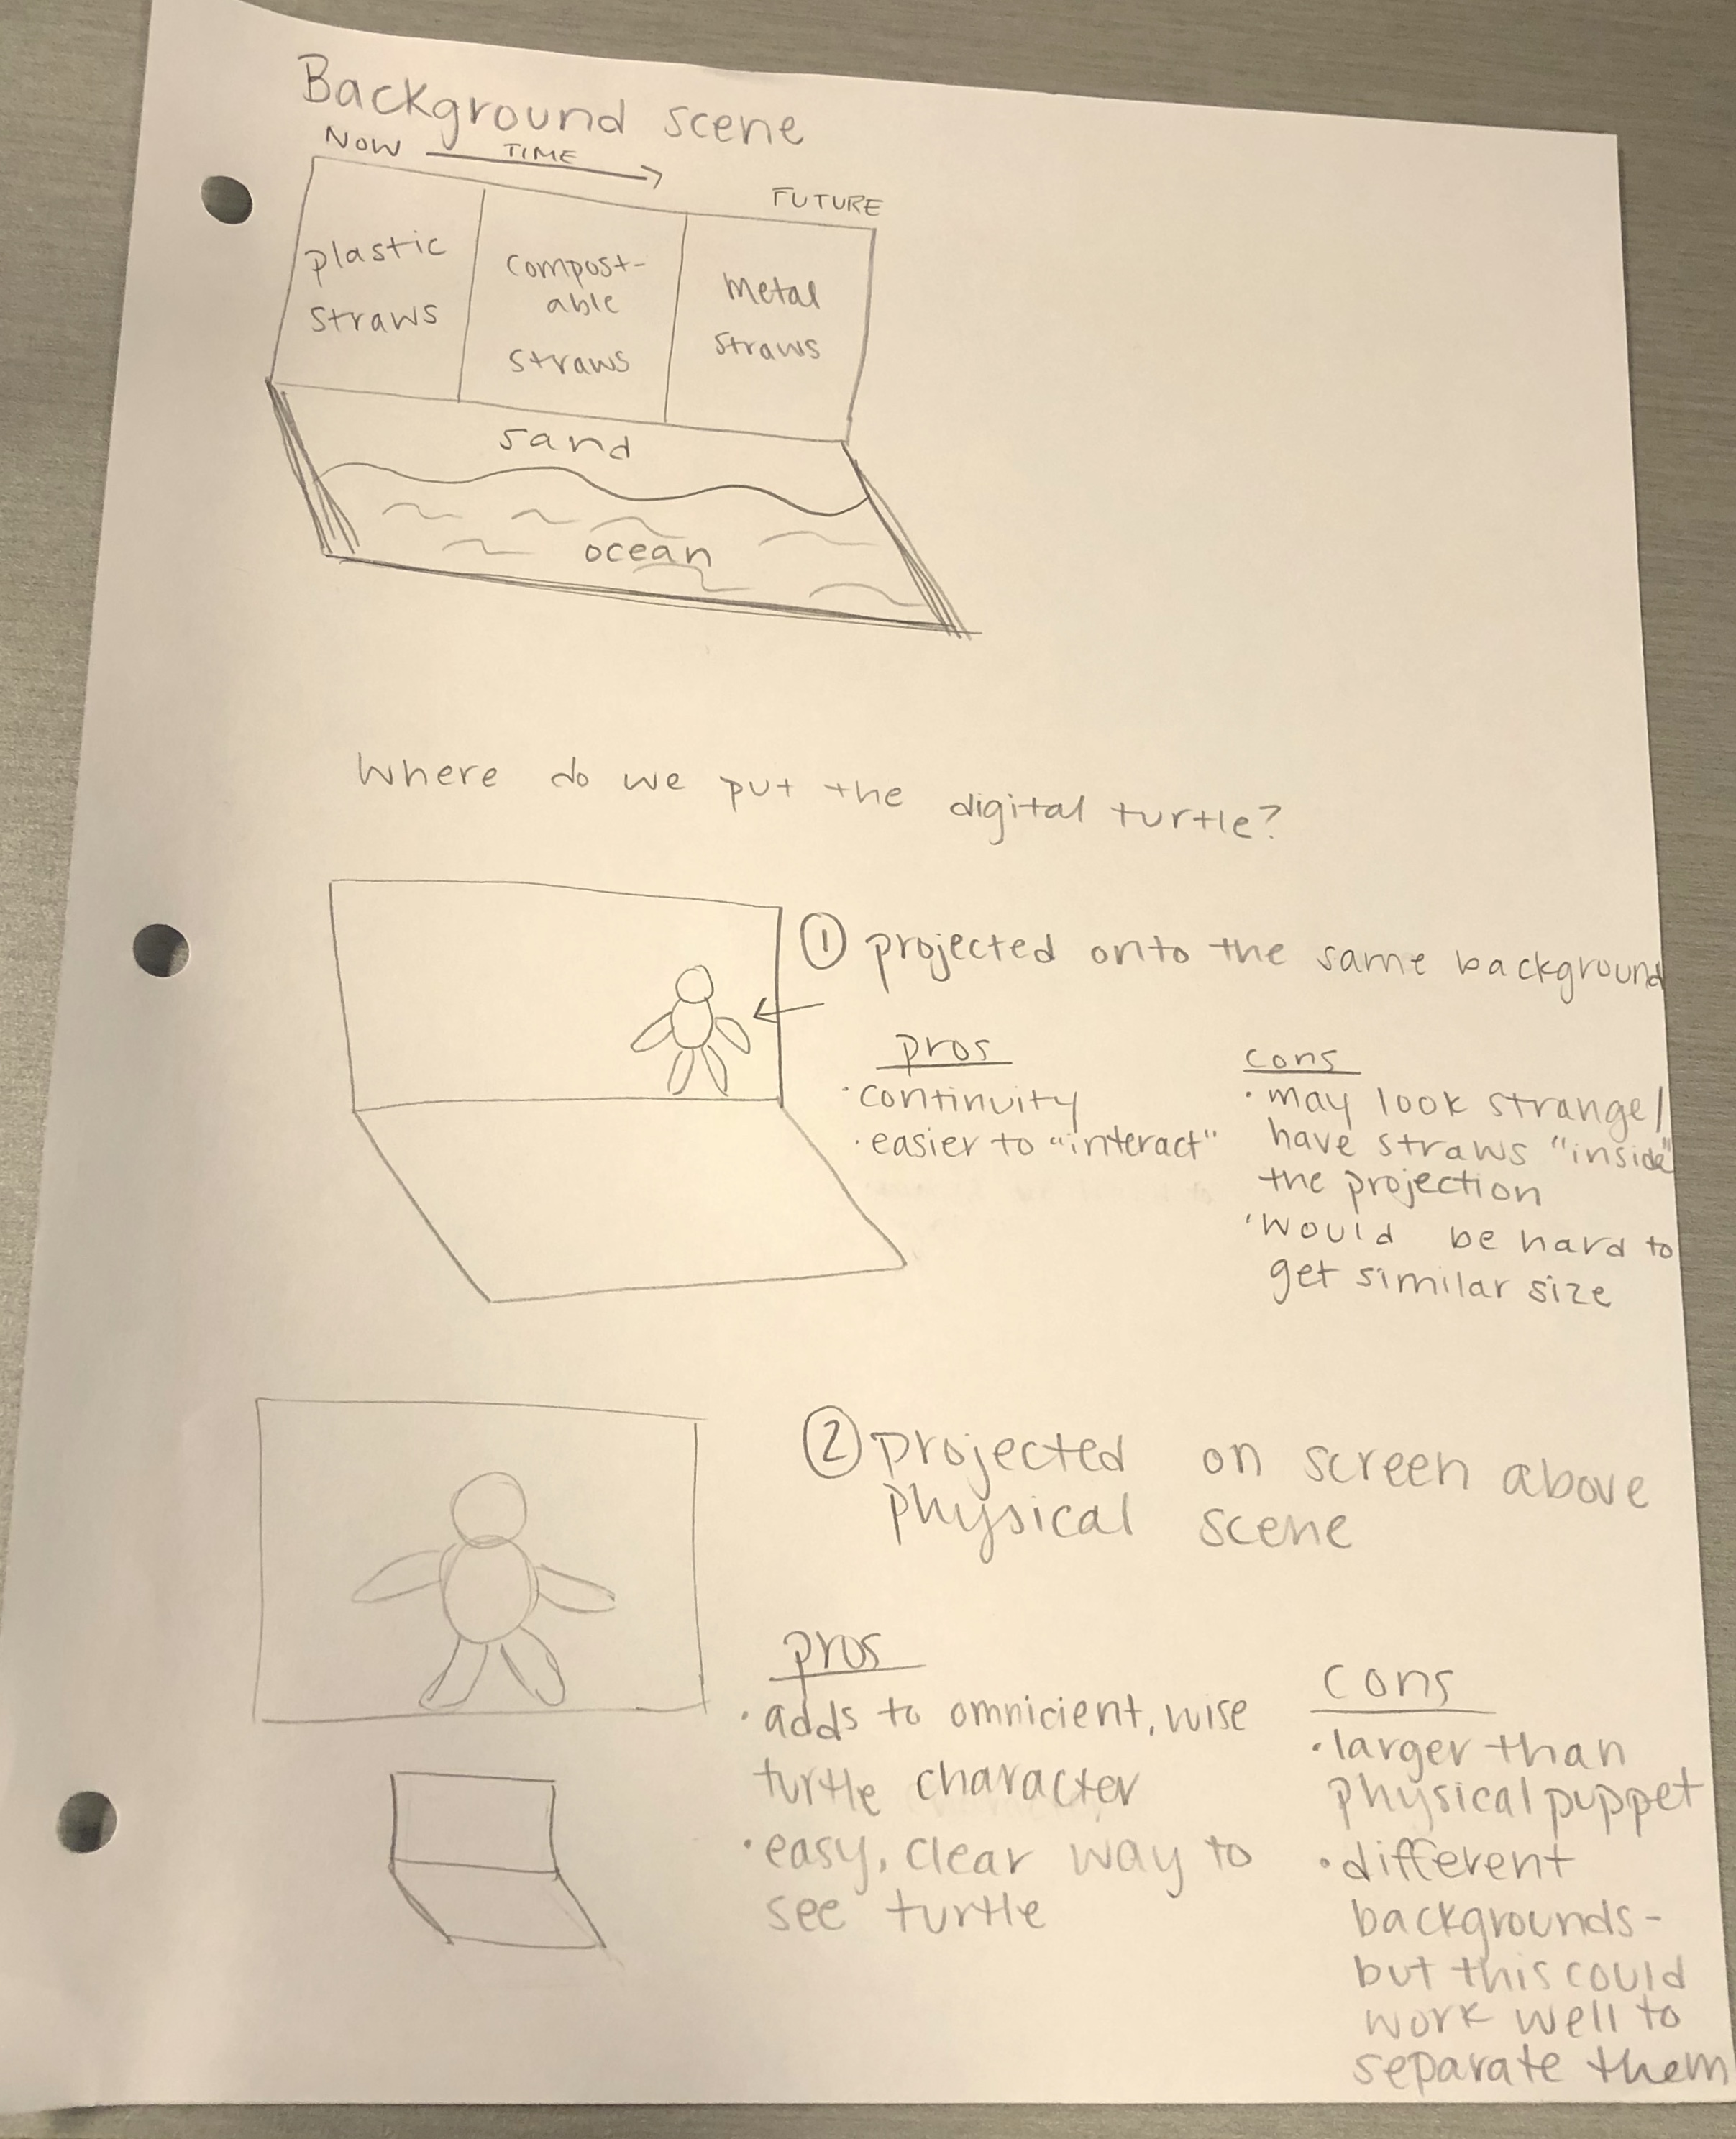 Background scene
NOW TIME
FUTURE
plastic
straws
compost-
able
straws
metal
straws
sand
ocean
Where do we put the digital turtle?
① projected onto the same background
pros
· continuity
· easier to "interact"
cons
· may look strange/
have straws "inside"
the projection
· would be hard to
get similar size
② projected on screen above
physical scene
pros
· adds to omnicient, wise
turtle character
· easy, clear way to
see turtle
cons
· larger than
physical puppet
· different
backgrounds-
but this could
work well to
separate them